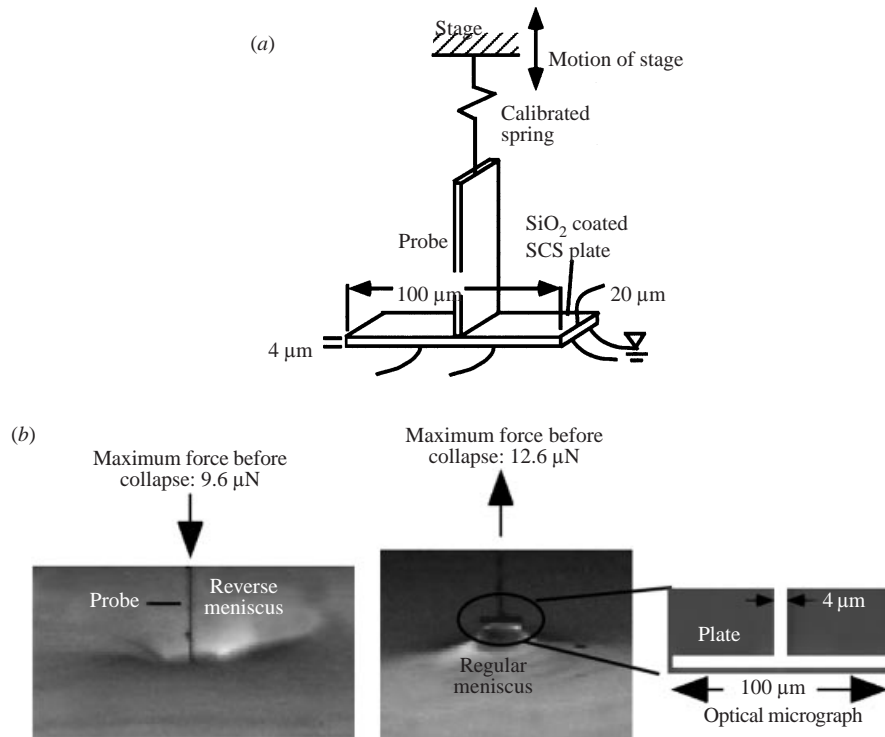 (a)
Stage
Motion of stage
Calibrated
spring
Probe
SiO2 coated
SCS plate
100 µm
20 µm
4 µm
(b)
Maximum force before
collapse: 9.6 µN
Maximum force before
collapse: 12.6 µN
Probe
Reverse
meniscus
Regular
meniscus
4 µm
Plate
100 µm
Optical micrograph